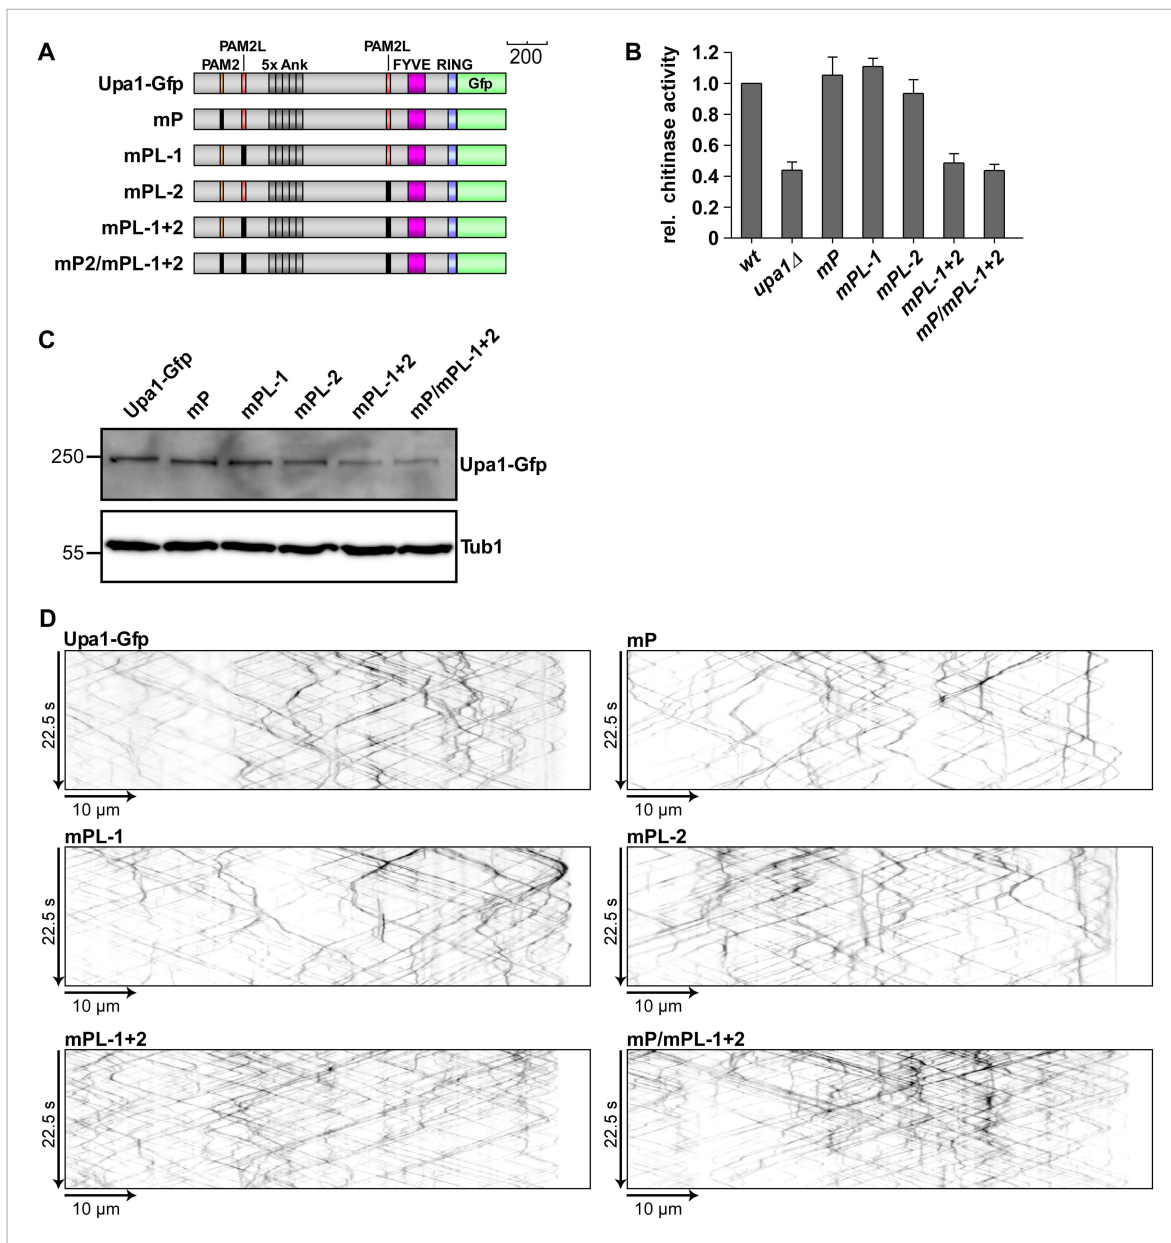 A
PAM2L PAM2L
PAM2 5x Ank FYVE RING
200
Upa1-Gfp Gfp
mP
mPL-1
mPL-2
mPL-1+2
mP2/mPL-1+2
B
rel. chitinase activity
1.2
1.0
0.8
0.6
0.4
0.2
0
wt
upa1Δ
mP
mPL-1
mPL-2
mPL-1+2
mP/mPL-1+2
C
Upa1-Gfp
mP
mPL-1
mPL-2
mPL-1+2
mP/mPL-1+2
250
Upa1-Gfp
55
Tub1
D
Upa1-Gfp
22.5 s
10 µm
mP
22.5 s
10 µm
mPL-1
22.5 s
10 µm
mPL-2
22.5 s
10 µm
mPL-1+2
22.5 s
10 µm
mP/mPL-1+2
22.5 s
10 µm